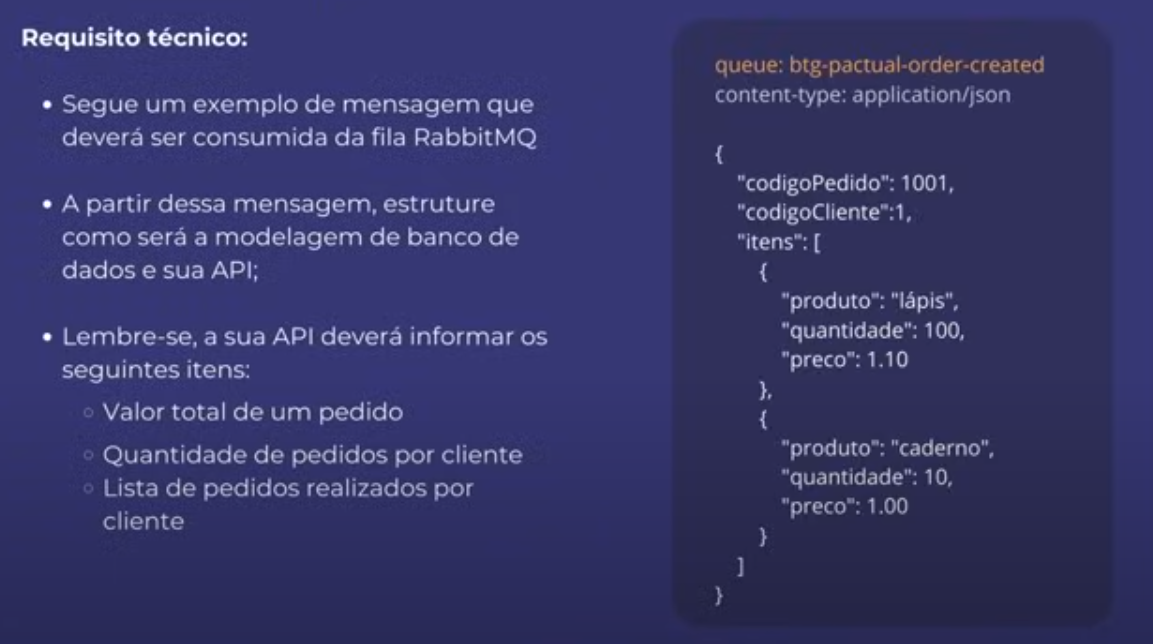 Requisito técnico:
• Segue um exemplo de mensagem que
deverá ser consumida da fila RabbitMQ
• A partir dessa mensagem, estruture
como será a modelagem de banco de
dados e sua API;
• Lembre-se, a sua API deverá informar os
seguintes itens:
◦ Valor total de um pedido
◦ Quantidade de pedidos por cliente
◦ Lista de pedidos realizados por
cliente
queue: btg-pactual-order-created
content-type: application/json
{
"codigoPedido": 1001,
"codigoCliente":1,
"itens": [
{
"produto": "lápis",
"quantidade": 100,
"preco": 1.10
},
{
"produto": "caderno",
"quantidade": 10,
"preco": 1.00
}
]
}